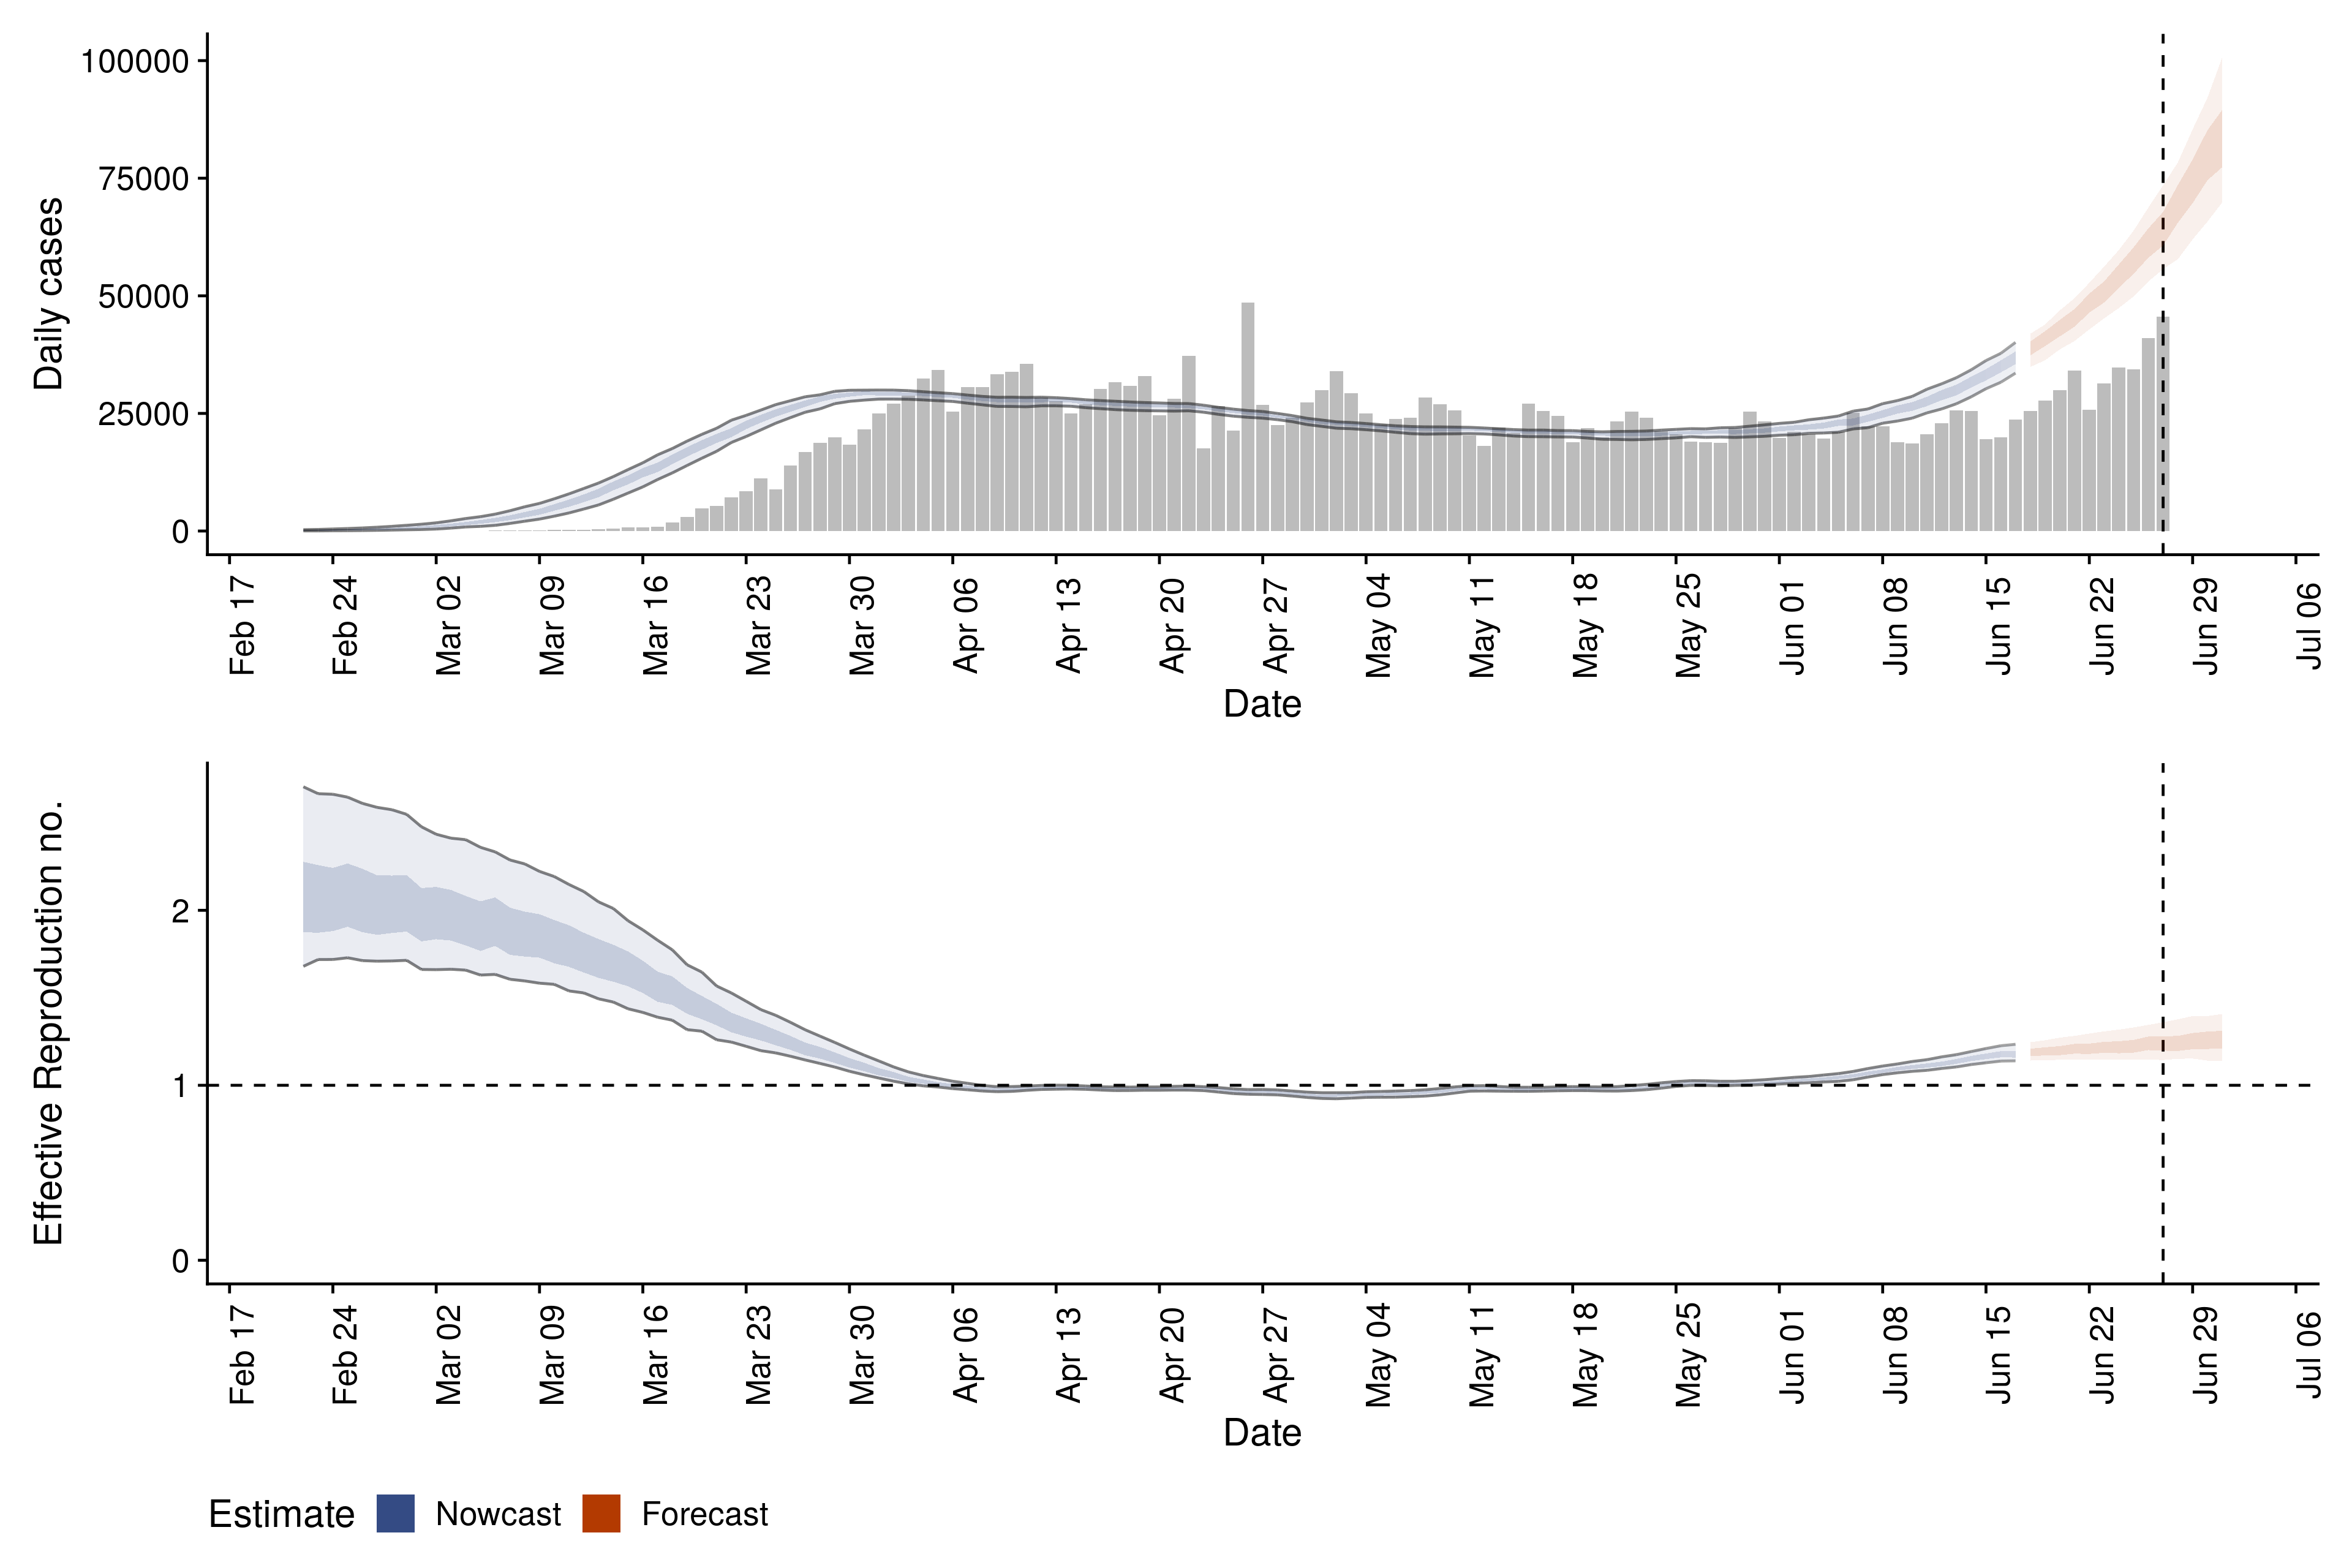 100000
75000
50000
25000
0
Daily cases
Feb 17
Feb 24
Mar 02
Mar 09
Mar 16
Mar 23
Mar 30
Apr 06
Apr 13
Apr 20
Apr 27
May 04
May 11
May 18
May 25
Jun 01
Jun 08
Jun 15
Jun 22
Jun 29
Jul 06
Date
2
1
0
Effective Reproduction no.
Feb 17
Feb 24
Mar 02
Mar 09
Mar 16
Mar 23
Mar 30
Apr 06
Apr 13
Apr 20
Apr 27
May 04
May 11
May 18
May 25
Jun 01
Jun 08
Jun 15
Jun 22
Jun 29
Jul 06
Date
Estimate Nowcast Forecast